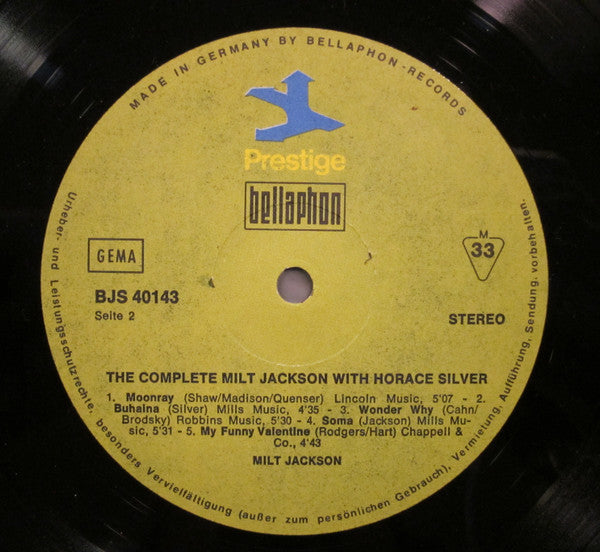 MADE IN GERMANY BY BELLAPHON-RECORDS
Prestige
bellaphon
GEMA
M
33
BJS 40143
Seite 2
STEREO
THE COMPLETE MILT JACKSON WITH HORACE SILVER
1. Moonray (Shaw/Madison/Quenser) Lincoln Music, 5'07 - 2.
Buhaina (Silver) Mills Music, 4'35 - 3. Wonder Why (Cahn/
Brodsky) Robbins Music, 5'30 - 4. Soma (Jackson) Mills Mu-
sic, 5'31 - 5. My Funny Valentine (Rodgers/Hart) Chappell &
Co., 4'43
MILT JACKSON
Urheber- und Leistungsschutzrechte, besonders Vervielfältigung (außer zum persönlichen Gebrauch), Vermietung, Aufführung, Sendung, vorbehalten.